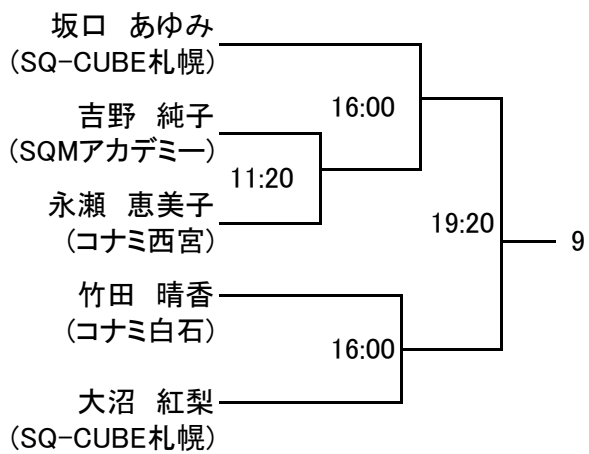 坂口　あゆみ
(SQ-CUBE札幌)
16:00
吉野　純子
(SQMアカデミー)
11:20
永瀬　恵美子
(コナミ西宮)
19:20
9
竹田　晴香
(コナミ白石)
16:00
大沼　紅梨
(SQ-CUBE札幌)